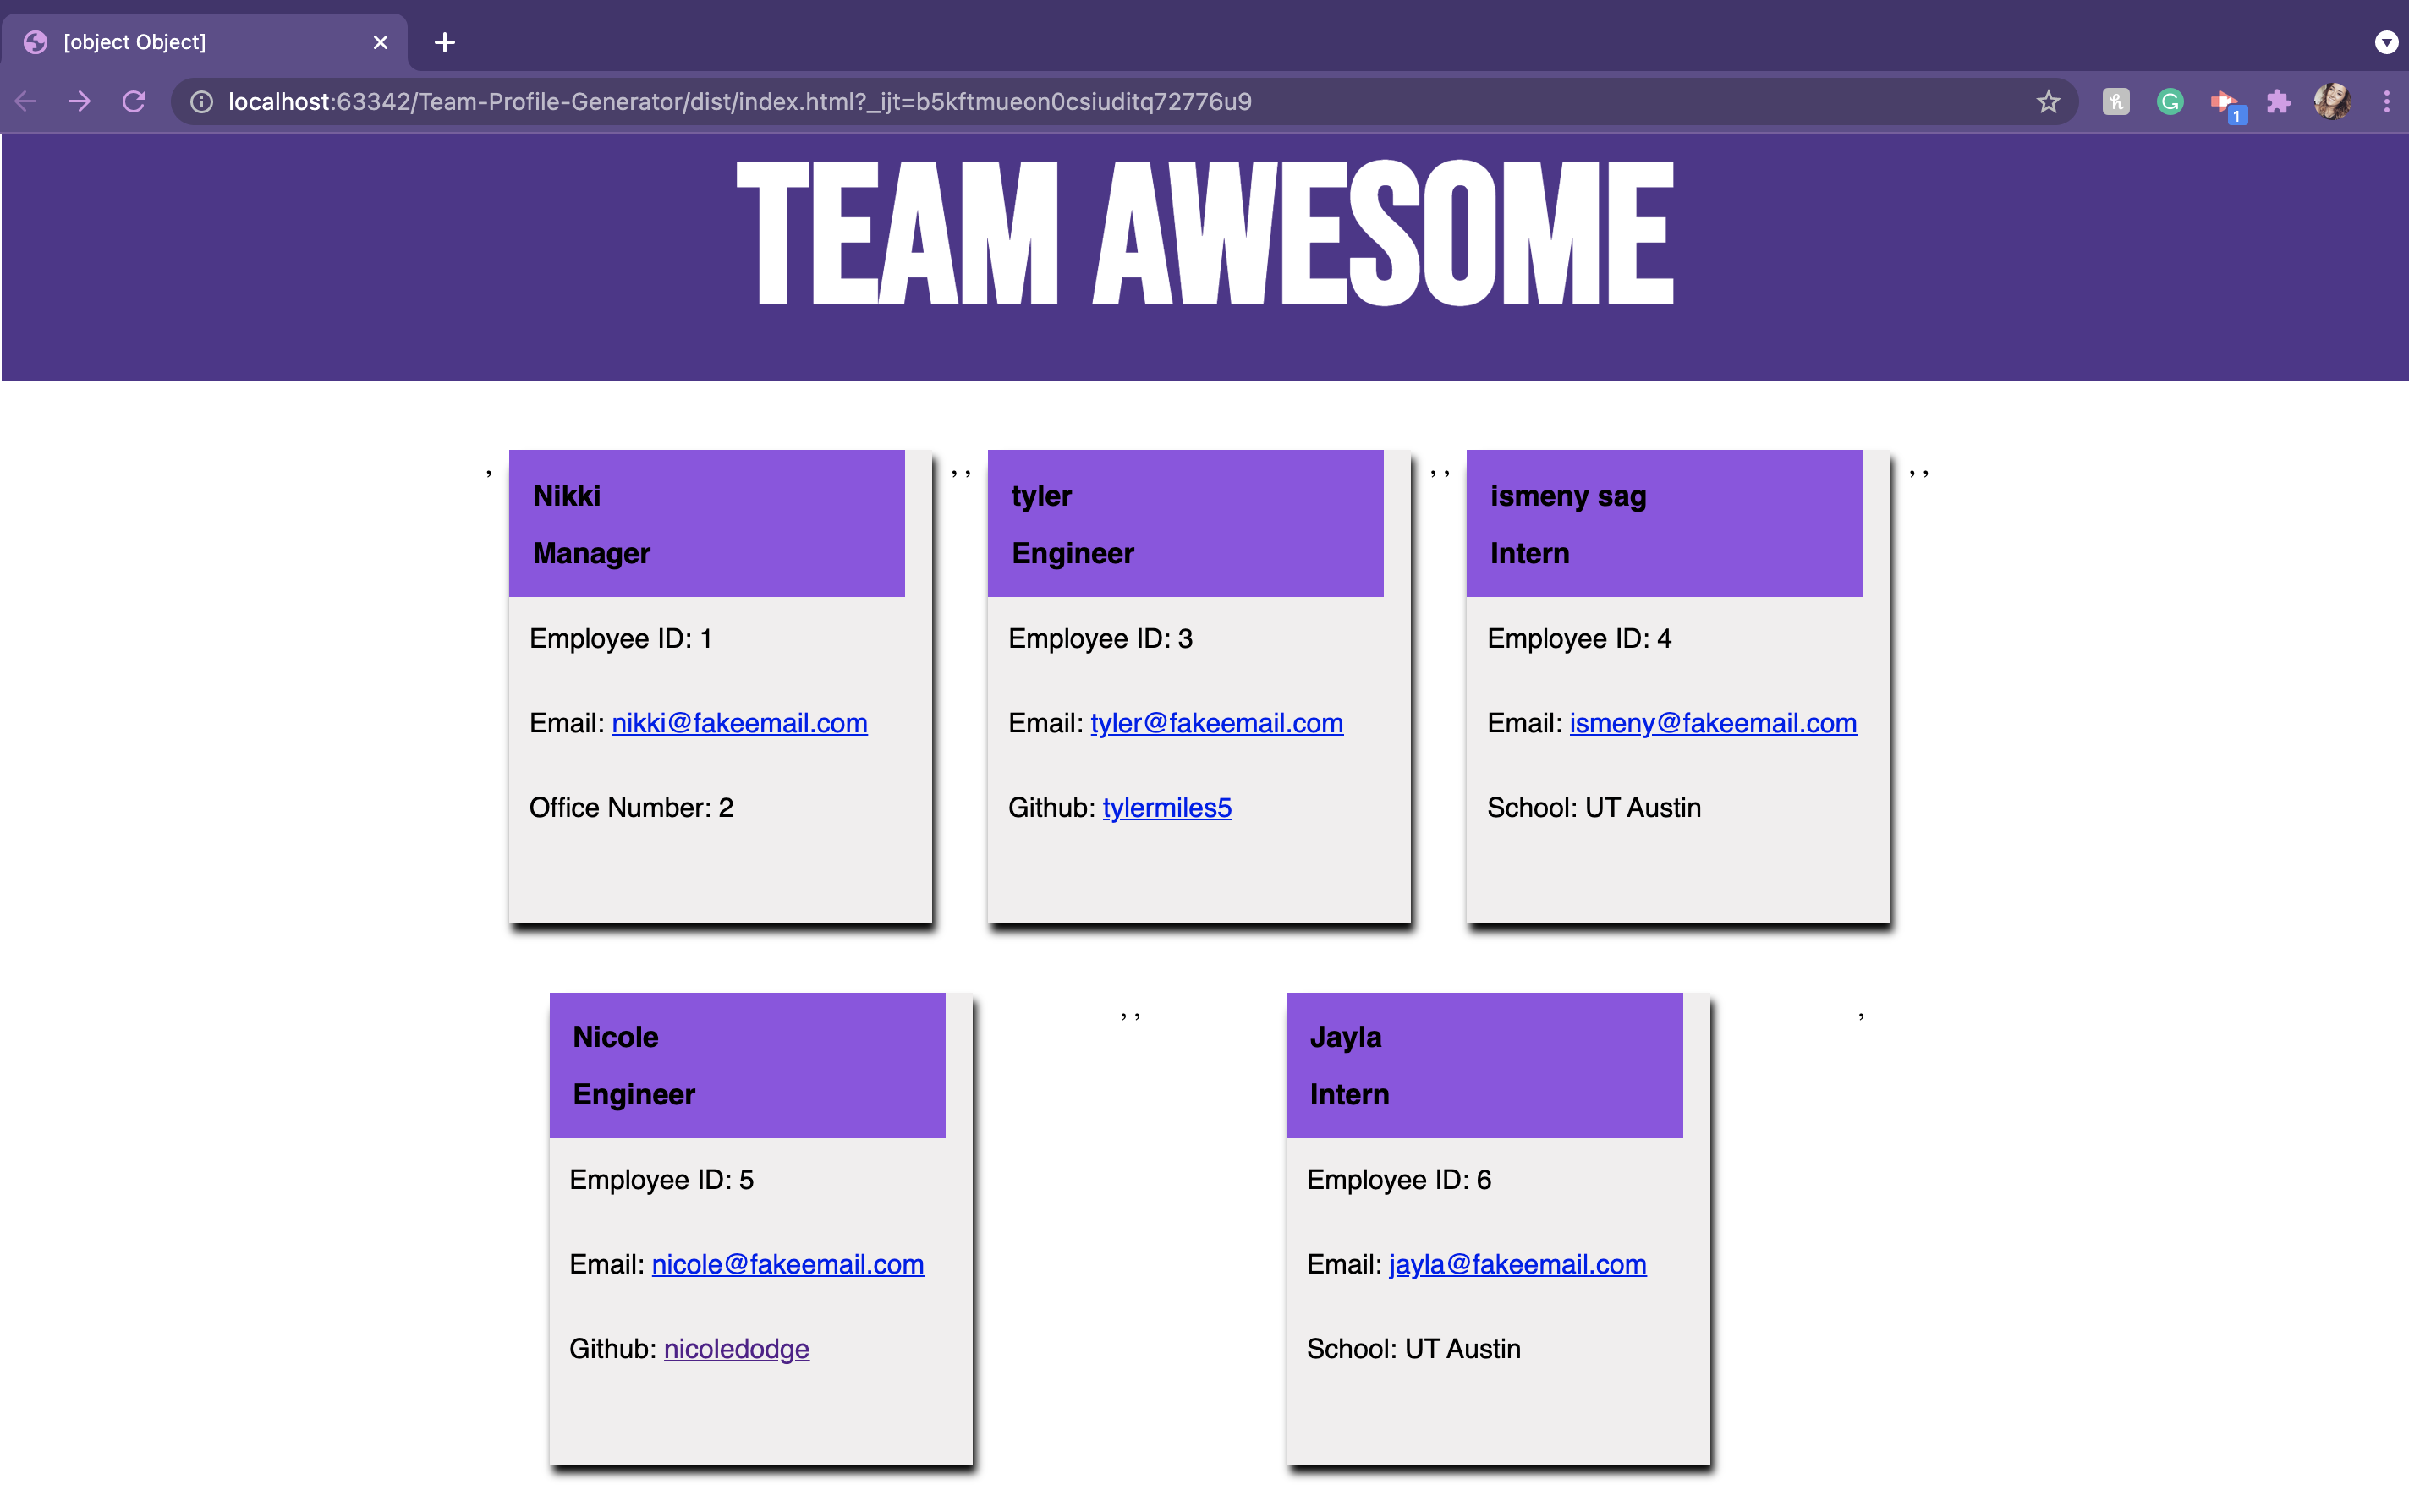 [object Object]
localhost:63342/Team-Profile-Generator/dist/index.html?_ijt=b5kftmueon0csiuditq72776u9
1
TEAM AWESOME
,
Nikki
Manager
Employee ID: 1
Email: nikki@fakeemail.com
Office Number: 2
, ,
tyler
Engineer
Employee ID: 3
Email: tyler@fakeemail.com
Github: tylermiles5
, ,
ismeny sag
Intern
Employee ID: 4
Email: ismeny@fakeemail.com
School: UT Austin
, ,
Nicole
Engineer
Employee ID: 5
Email: nicole@fakeemail.com
Github: nicoledodge
, ,
Jayla
Intern
Employee ID: 6
Email: jayla@fakeemail.com
School: UT Austin
,